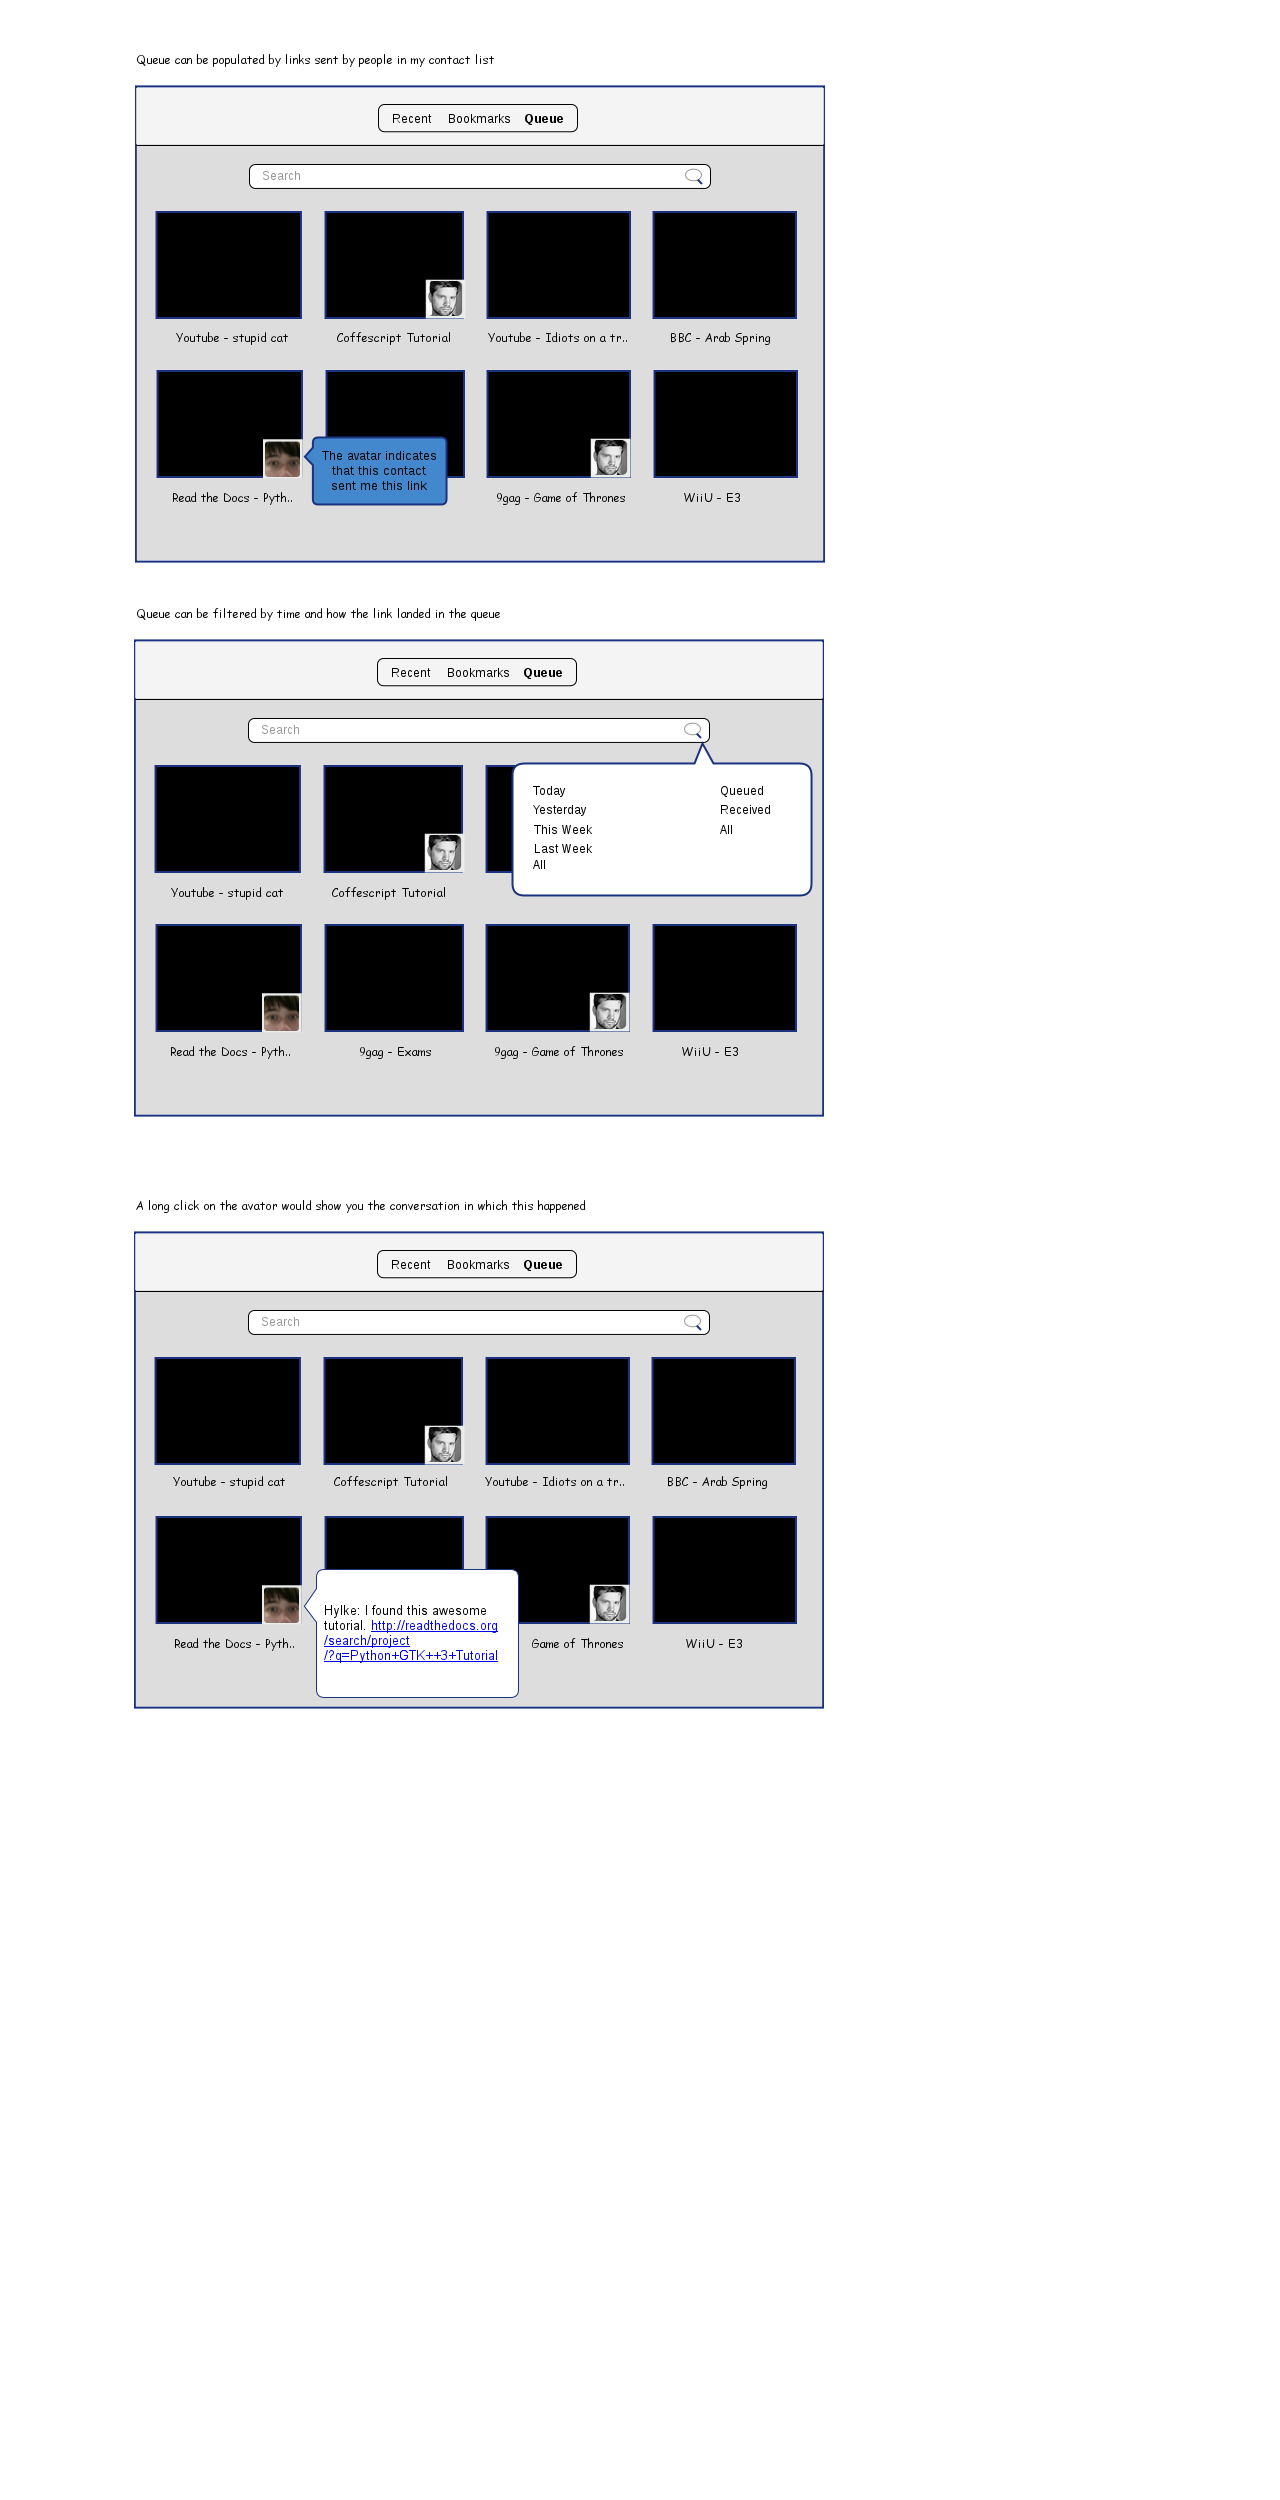 Queue can be populated by links sent by people in my contact list
Recent Bookmarks Queue
Search
Youtube - stupid cat Coffescript Tutorial Youtube - Idiots on a tr.. BBC - Arab Spring
The avatar indicates
that this contact
sent me this link
Read the Docs - Pyth.. 9gag - Game of Thrones WiiU - E3
Queue can be filtered by time and how the link landed in the queue
Recent Bookmarks Queue
Search
Today Queued
Yesterday Received
This Week All
Last Week
All
Youtube - stupid cat Coffescript Tutorial
Read the Docs - Pyth.. 9gag - Exams 9gag - Game of Thrones WiiU - E3
A long click on the avator would show you the conversation in which this happened
Recent Bookmarks Queue
Search
Youtube - stupid cat Coffescript Tutorial Youtube - Idiots on a tr.. BBC - Arab Spring
Hylke: I found this awesome
tutorial. http://readthedocs.org
/search/project
/?q=Python+GTK++3+Tutorial
Read the Docs - Pyth.. Game of Thrones WiiU - E3